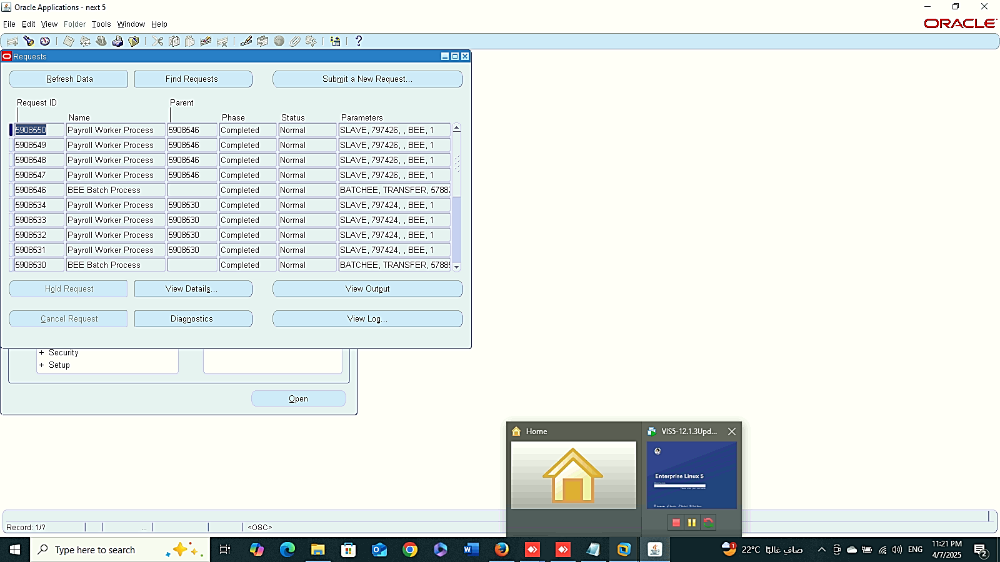 Oracle Applications - next 5
File Edit View Folder Tools Window Help
ORACLE
Requests
Refresh Data Find Requests Submit a New Request...
Request ID Parent
Name Phase Status Parameters
5908550 Payroll Worker Process 5908546 Completed Normal SLAVE, 797426, , BEE, 1
5908549 Payroll Worker Process 5908546 Completed Normal SLAVE, 797426, , BEE, 1
5908548 Payroll Worker Process 5908546 Completed Normal SLAVE, 797426, , BEE, 1
5908547 Payroll Worker Process 5908546 Completed Normal SLAVE, 797426, , BEE, 1
5908546 BEE Batch Process Completed Normal BATCHEE, TRANSFER, 5788
5908534 Payroll Worker Process 5908530 Completed Normal SLAVE, 797424, , BEE, 1
5908533 Payroll Worker Process 5908530 Completed Normal SLAVE, 797424, , BEE, 1
5908532 Payroll Worker Process 5908530 Completed Normal SLAVE, 797424, , BEE, 1
5908531 Payroll Worker Process 5908530 Completed Normal SLAVE, 797424, , BEE, 1
5908530 BEE Batch Process Completed Normal BATCHEE, TRANSFER, 5788
Hold Request View Details... View Output
Cancel Request Diagnostics View Log...
+ Security
+ Setup
Open
Home VIS5-12.1.3Upd...
Enterprise Linux 5
Record: 1/? ... <OSC>
Type here to search 1 22°C صافٍ غالبًا ENG 11:21 PM
4/7/2025 2